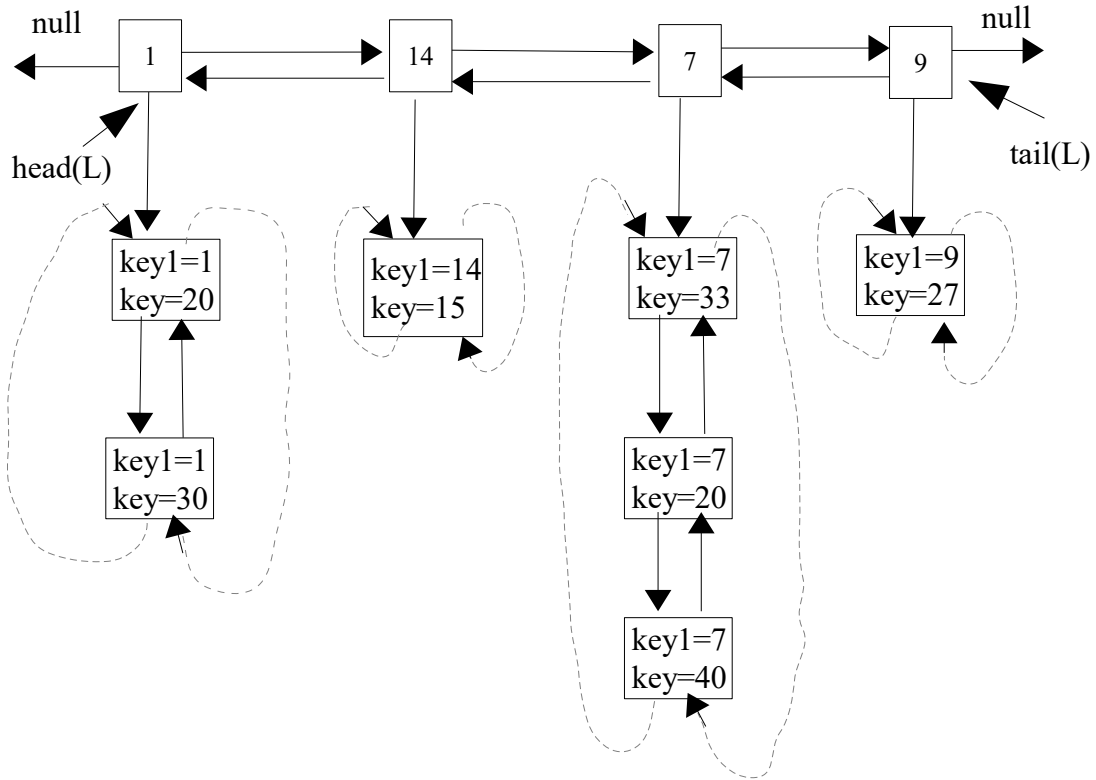 null
null
1
14
7
9
head(L)
tail(L)
key1=1
key=20
key1=14
key=15
key1=7
key=33
key1=9
key=27
key1=1
key=30
key1=7
key=20
key1=7
key=40